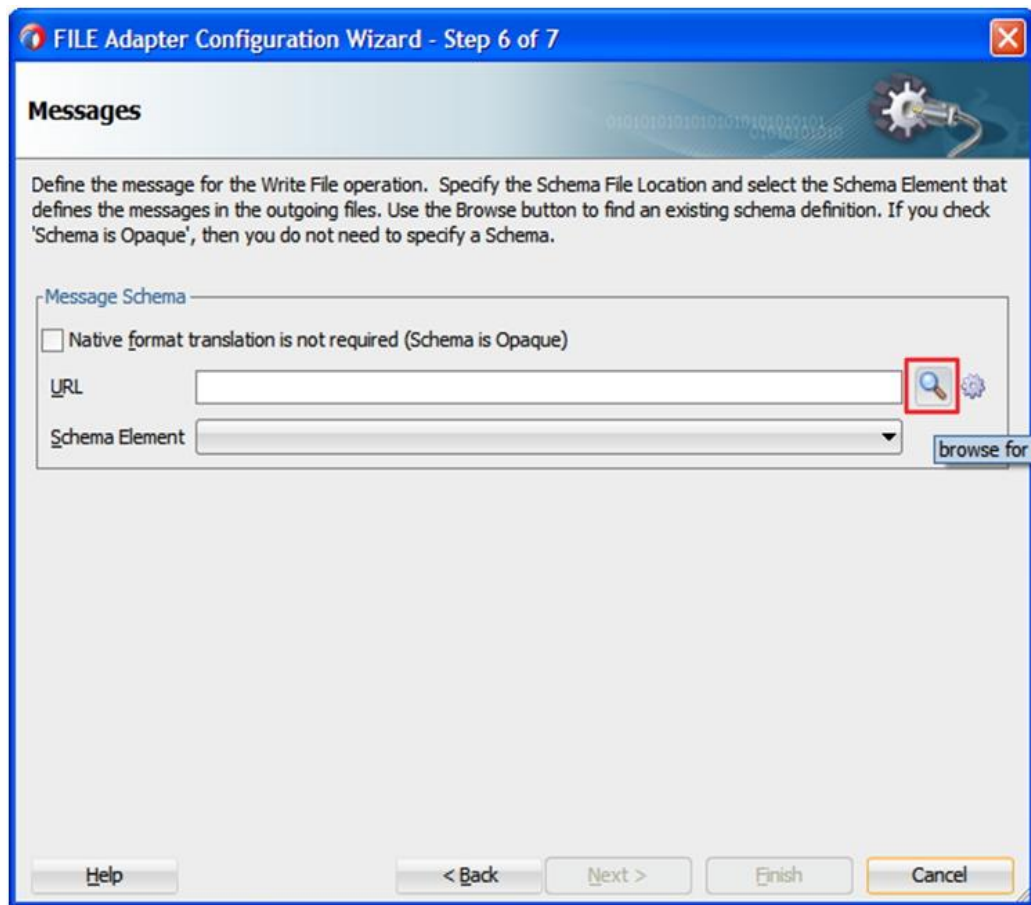 FILE Adapter Configuration Wizard - Step 6 of 7
Messages
0101010101010101010101010101
01010101010
Define the message for the Write File operation. Specify the Schema File Location and select the Schema Element that
defines the messages in the outgoing files. Use the Browse button to find an existing schema definition. If you check
'Schema is Opaque', then you do not need to specify a Schema.
Message Schema
Native format translation is not required (Schema is Opaque)
URL
Schema Element
browse for
Help
< Back
Next >
Finish
Cancel